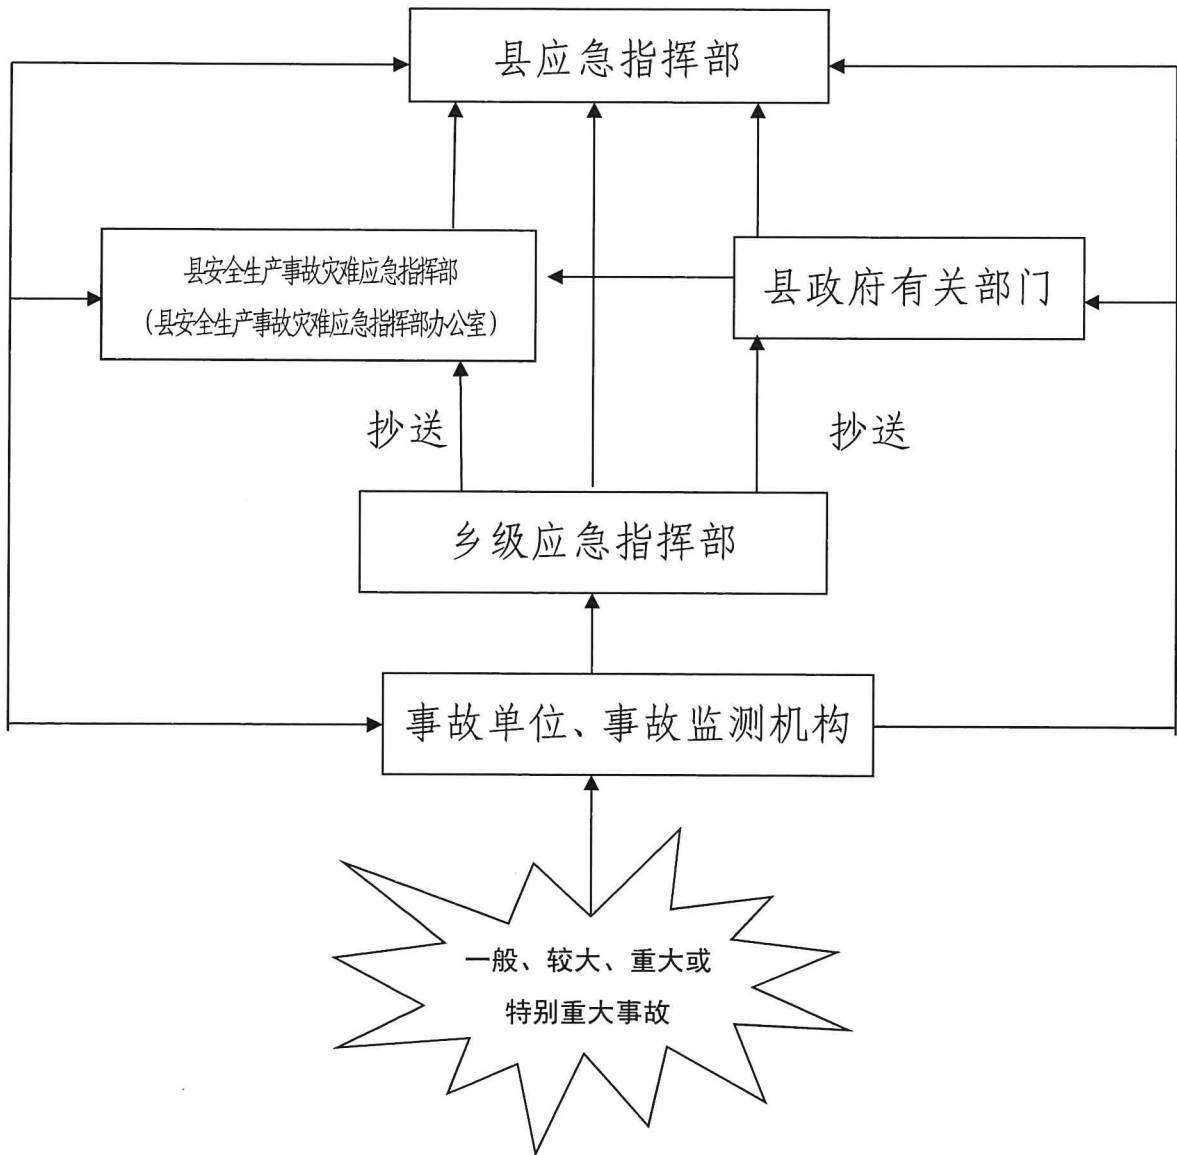 县应急指挥部
县安全生产事故灾难应急指挥部
（县安全生产事故灾难应急指挥部办公室）
县政府有关部门
抄送
抄送
乡级应急指挥部
事故单位、事故监测机构
一般、较大、重大或
特别重大事故